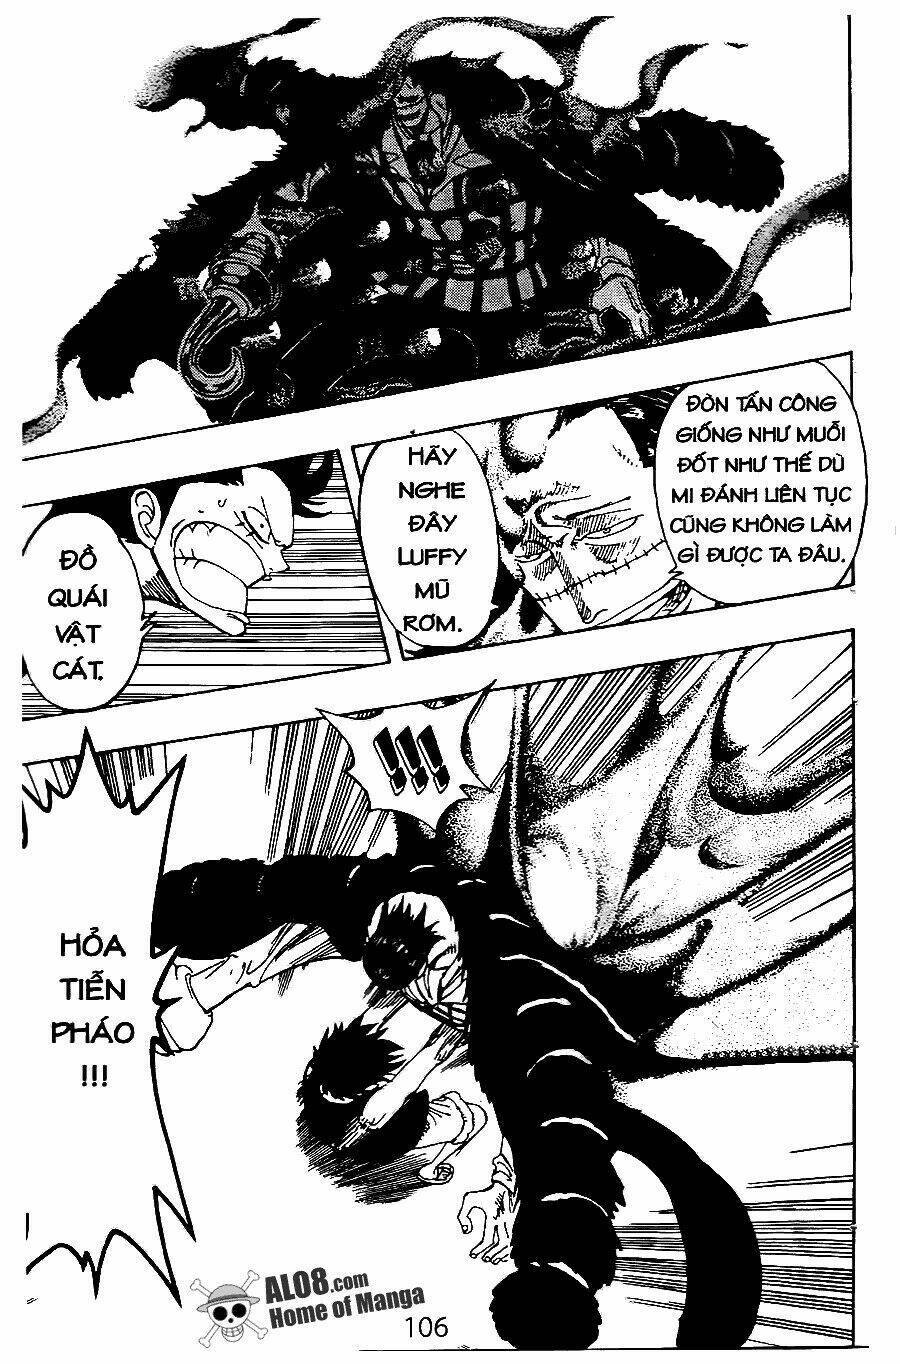 ĐÒN TẤN CÔNG
GIỐNG NHƯ MUỖI
ĐỐT NHƯ THẾ DÙ
MI ĐÁNH LIÊN TỤC
CŨNG KHÔNG LÀM
GÌ ĐƯỢC TA ĐÂU.
HÃY
NGHE
ĐÂY
LUFFY
MŨ
RƠM.
ĐỒ
QUÁI
VẬT
CÁT.
!!!
HỎA
TIỄN
PHÁO
!!!
ALO8.com
Home of Manga
106